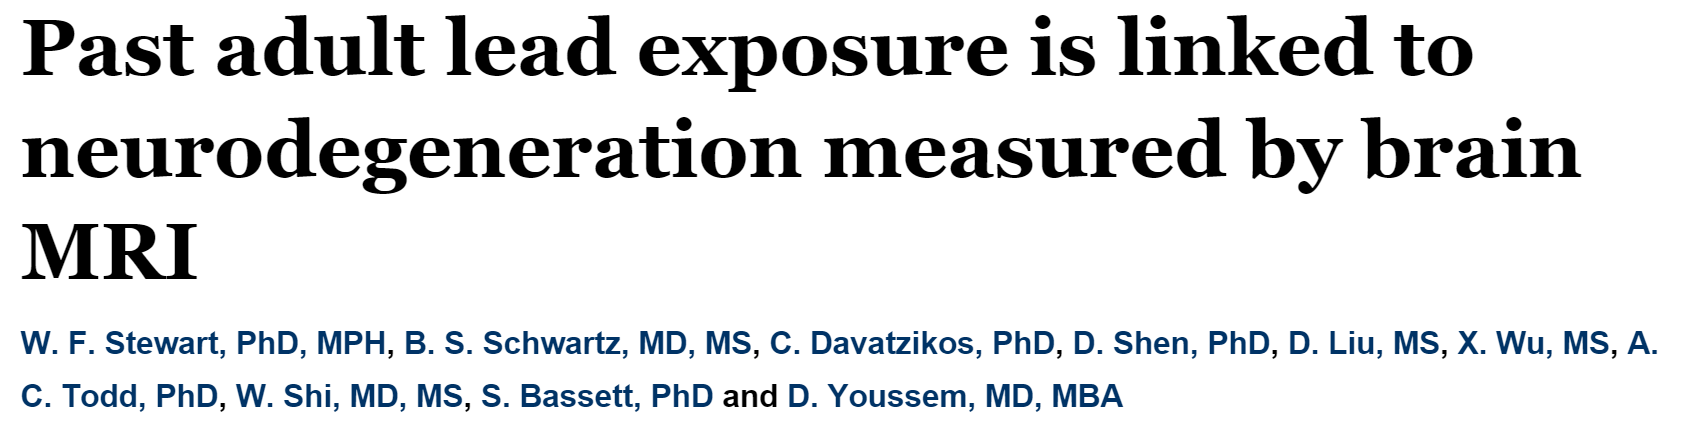 Past adult lead exposure is linked to
neurodegeneration measured by brain
MRI
W. F. Stewart, PhD, MPH, B. S. Schwartz, MD, MS, C. Davatzikos, PhD, D. Shen, PhD, D. Liu, MS, X. Wu, MS, A.
C. Todd, PhD, W. Shi, MD, MS, S. Bassett, PhD and D. Youssem, MD, MBA